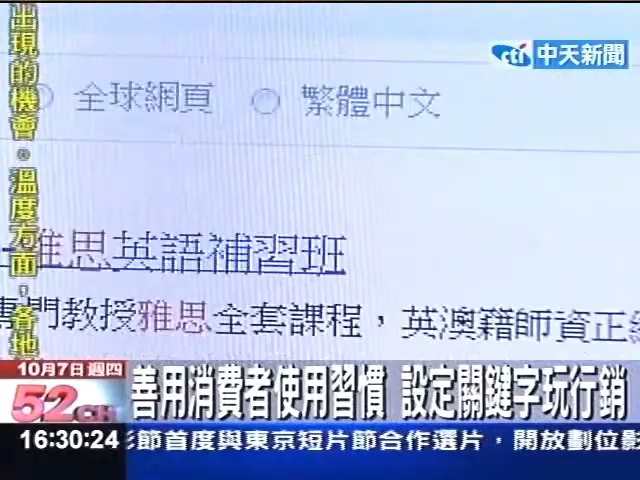 出現的機會。溫度方面，各地
cti 中天新聞
全球網頁 繁體中文
雅思英語補習班
專門教授雅思全套課程，英澳籍師資正
10月7日週四
52CH
善用消費者使用習慣 設定關鍵字玩行銷
16:30:24
影節首度與東京短片節合作選片，開放劃位影